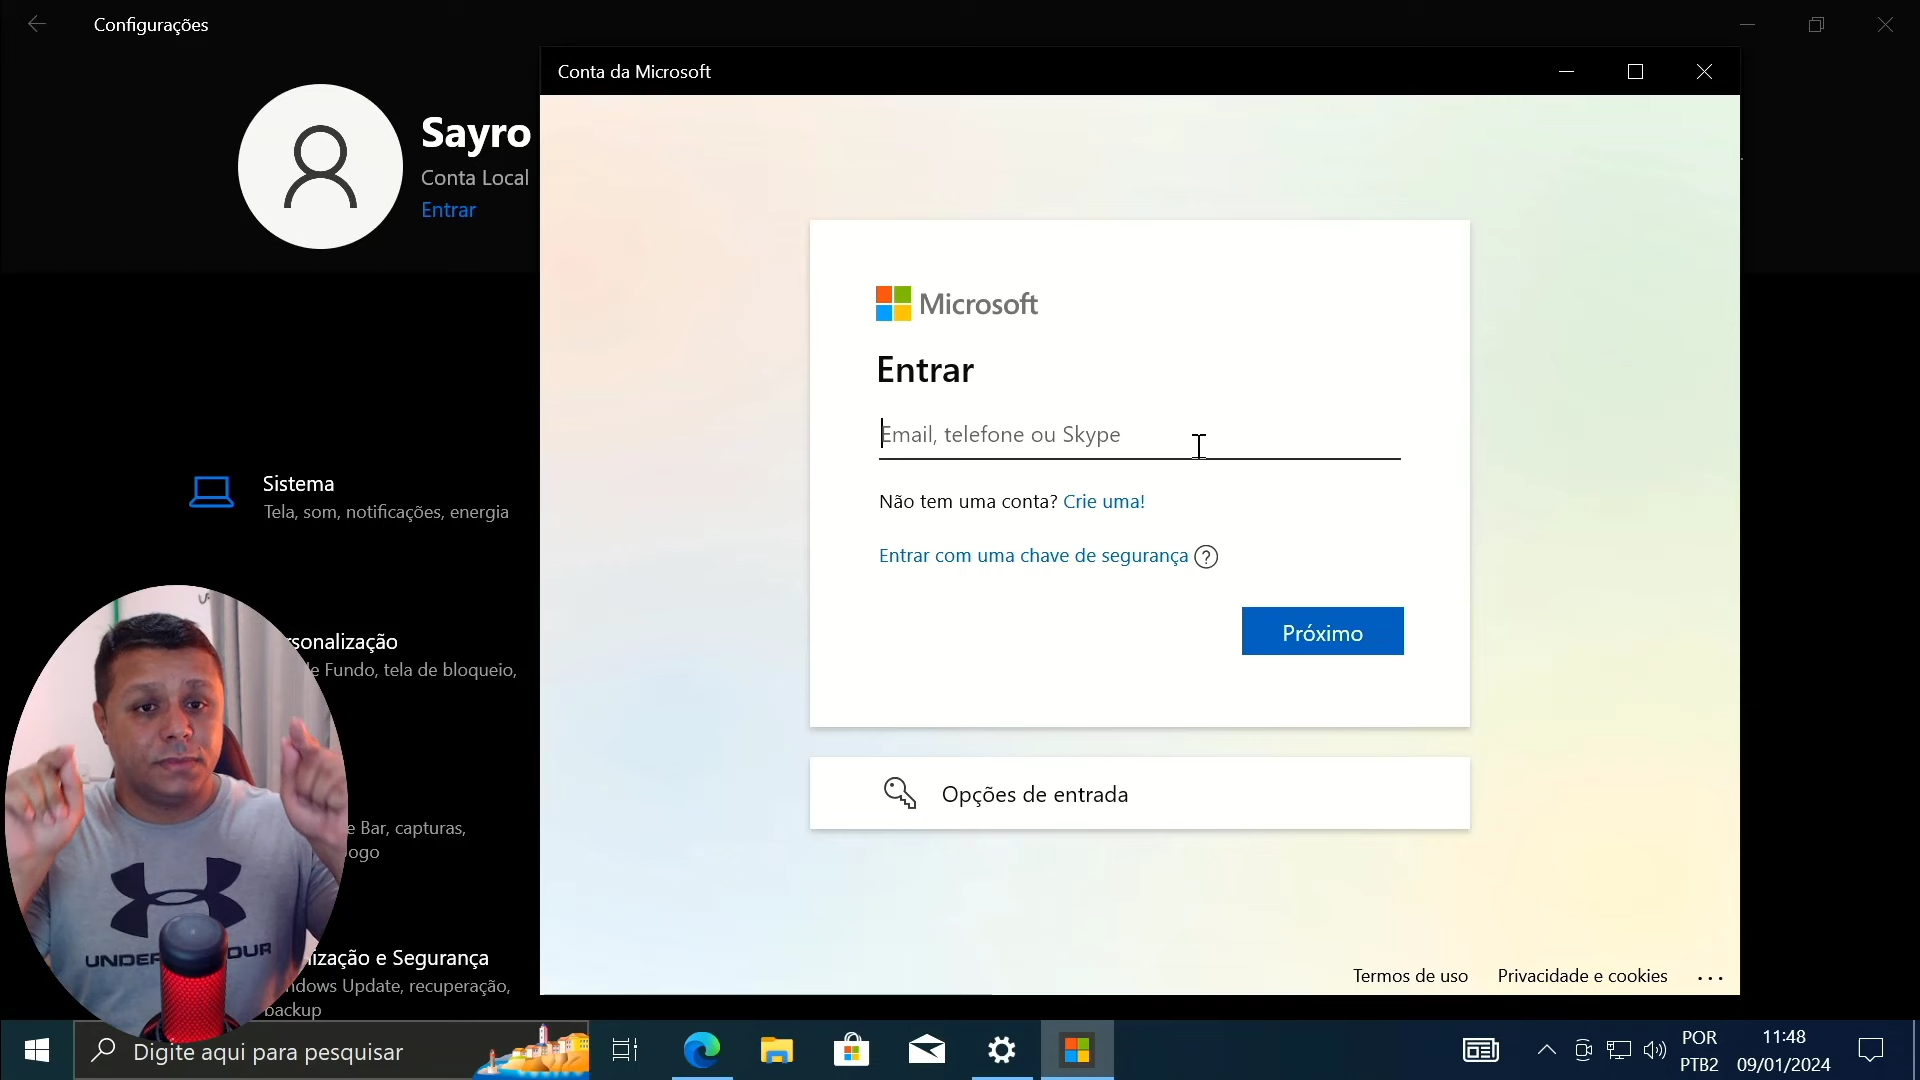 Configurações
Conta da Microsoft
Sayro
Conta Local
Entrar
Microsoft
Entrar
Email, telefone ou Skype
Não tem uma conta? Crie uma!
Entrar com uma chave de segurança
Próximo
Opções de entrada
Termos de uso
Privacidade e cookies
Sistema
Tela, som, notificações, energia
rsonalização
e Fundo, tela de bloqueio,
e Bar, capturas,
ogo
ização e Segurança
ndows Update, recuperação,
backup
UNDER OUR
Digite aqui para pesquisar
POR
PTB2
11:48
09/01/2024